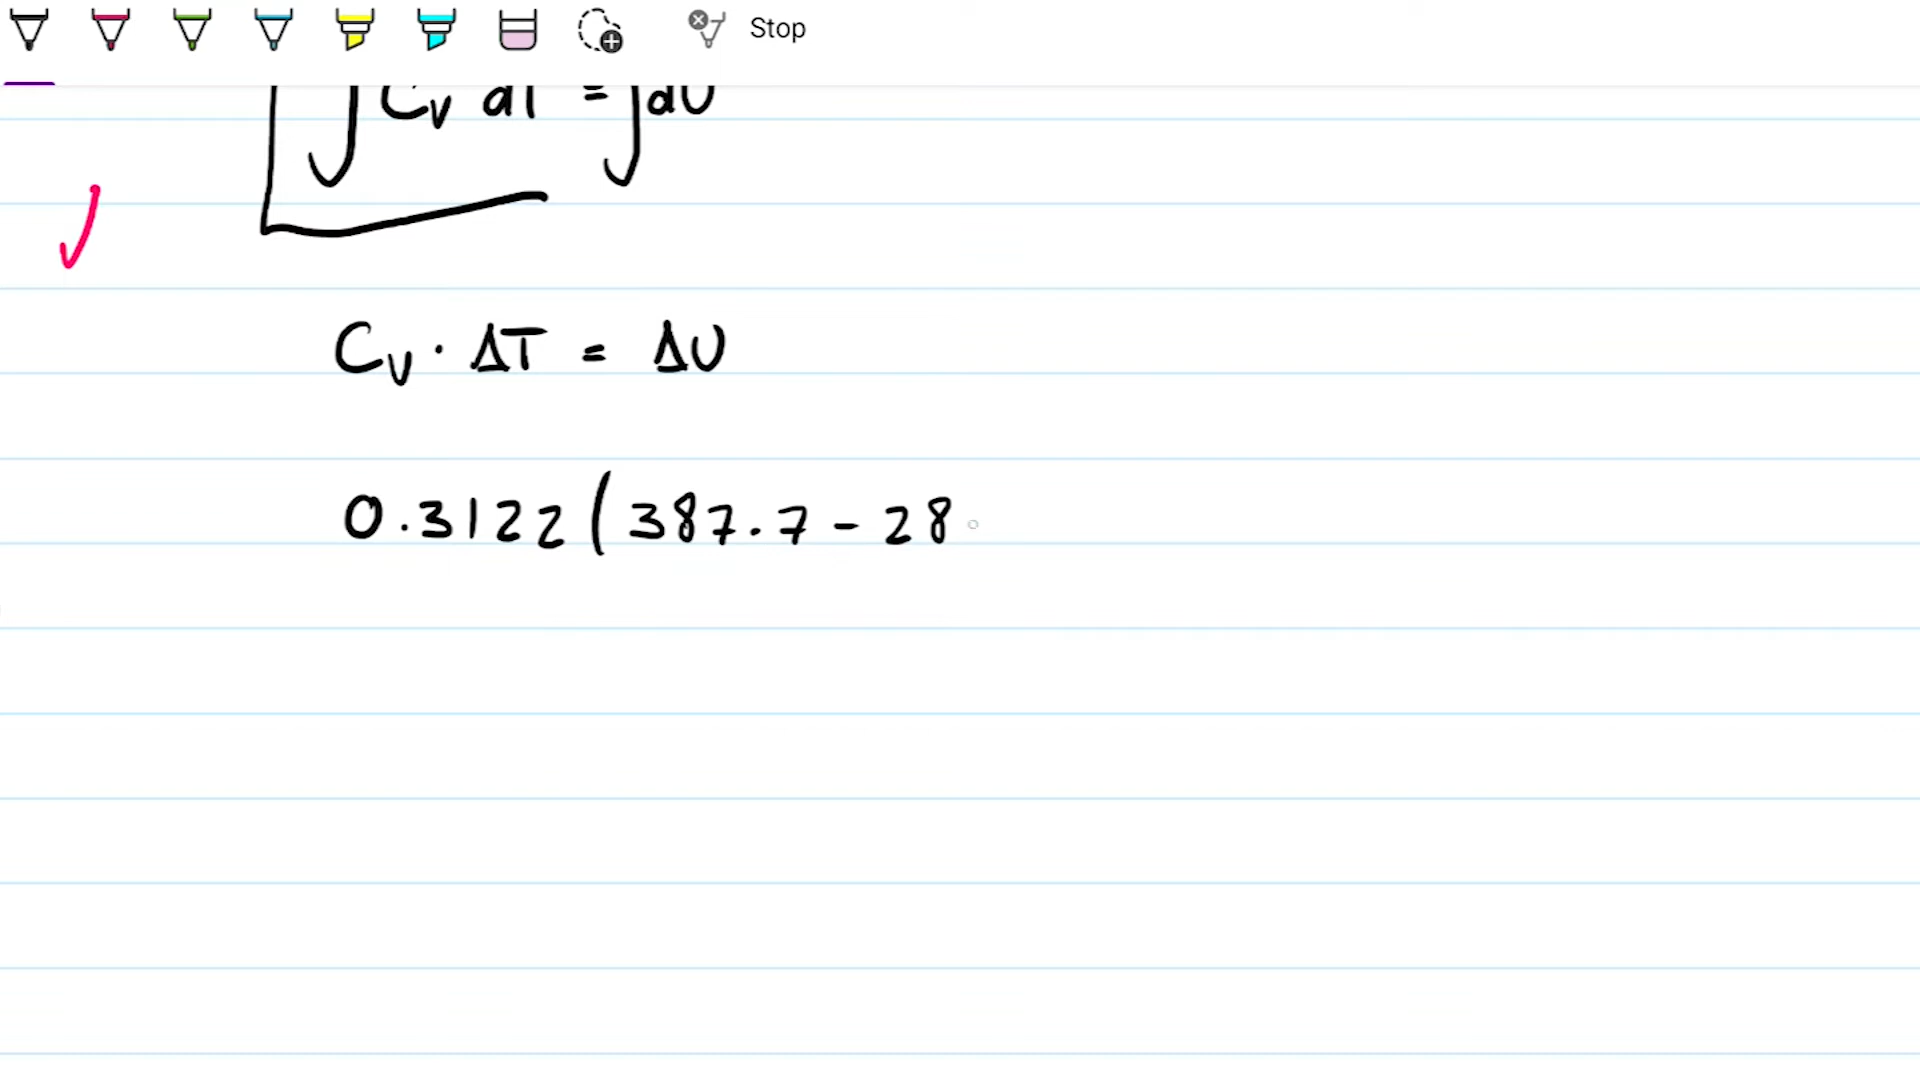 Stop
∫ Cv dT = ∫ dU
Cv · ΔT = ΔU
0.3122 ( 387.7 - 28